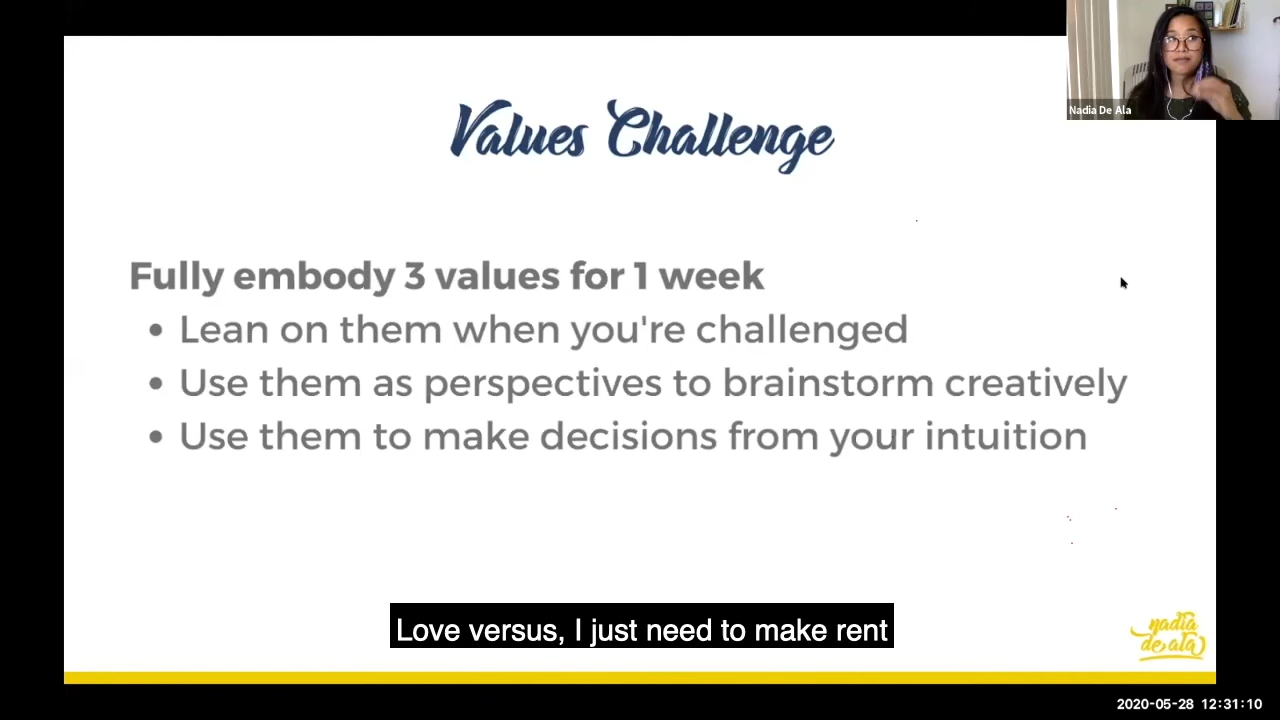 Nadia De Ala
Values Challenge
Fully embody 3 values for 1 week
• Lean on them when you're challenged
• Use them as perspectives to brainstorm creatively
• Use them to make decisions from your intuition
Love versus, I just need to make rent
nadia
de ala
2020-05-28 12:31:10